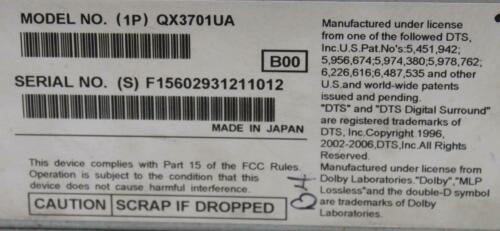 MODEL NO. (1P) QX3701UA
B00
SERIAL NO. (S) F15602931211012
MADE IN JAPAN
This device complies with Part 15 of the FCC Rules.
Operation is subject to the condition that this
device does not cause harmful interference.
CAUTION SCRAP IF DROPPED
Manufactured under license
from one of the followed DTS,
Inc.U.S.Pat.No's:5,451,942;
5,956,674;5,974,380;5,978,762;
6,226,616;6,487,535 and other
U.S.and world-wide patents
issued and pending.
"DTS" and "DTS Digital Surround"
are registered trademarks of
DTS, Inc.Copyright 1996,
2002-2006,DTS,Inc.All Rights
Reserved.
Manufactured under license from
Dolby Laboratories."Dolby","MLP
Lossless"and the double-D symbol
are trademarks of Dolby
Laboratories.